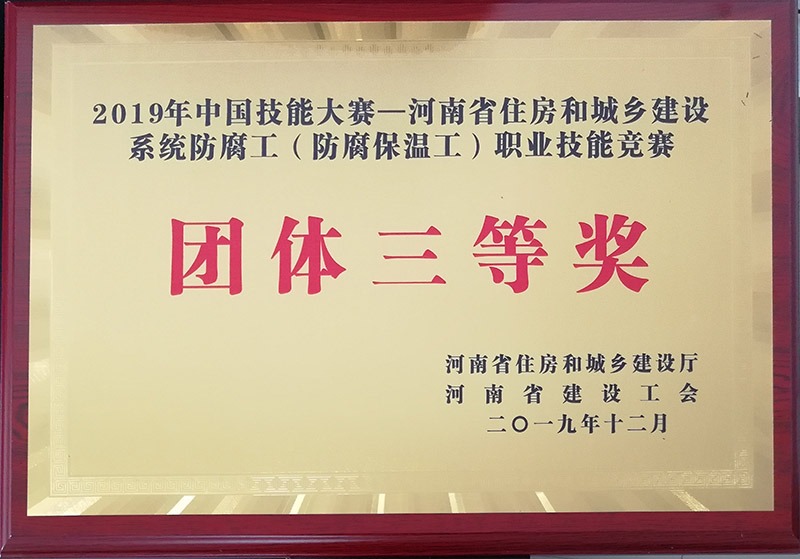 2019年中国技能大赛—河南省住房和城乡建设
系统防腐工（防腐保温工）职业技能竞赛
团体三等奖
河南省住房和城乡建设厅
河南省建设工会
二〇一九年十二月